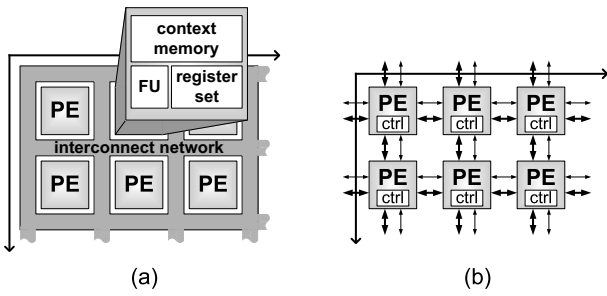 context
memory
FU
register
set
PE
interconnect network
PE PE PE
(a)
PE PE PE
ctrl ctrl ctrl
PE PE PE
ctrl ctrl ctrl
(b)